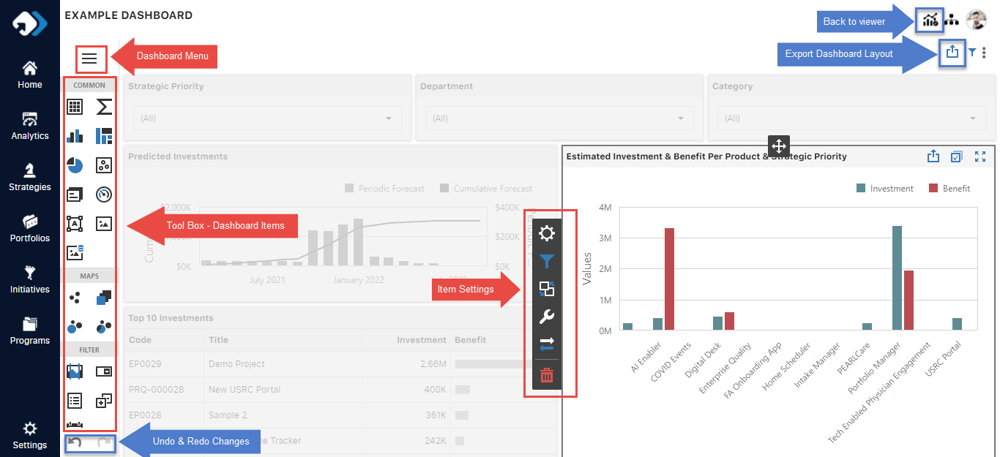 EXAMPLE DASHBOARD
Back to viewer
Home
Analytics
Strategies
Portfolios
Initiatives
Programs
Settings
Dashboard Menu
Export Dashboard Layout
COMMON
MAPS
FILTER
Tool Box - Dashboard Items
Undo & Redo Changes
Strategic Priority
(All)
Department
(All)
Category
(All)
Predicted Investments
Periodic Forecast
Cumulative Forecast
$2,000K
$0K
$400K
$200K
$0K
July 2021
January 2022
Item Settings
Top 10 Investments
Code Title Investment Benefit
EP0029 Demo Project 2.66M
PRQ-000028 New USRC Portal 400K
EP0028 Sample 2 361K
Tracker 242K
Estimated Investment & Benefit Per Product & Strategic Priority
Investment
Benefit
Values
4M
3M
2M
1M
0M
AI Enabler
COVID Events
Digital Desk
Enterprise Quality
FA Onboarding App
Home Scheduler
Intake Manager
PEARLCare
Portfolio Manager
Tech Enabled Physician Engagement
USRC Portal